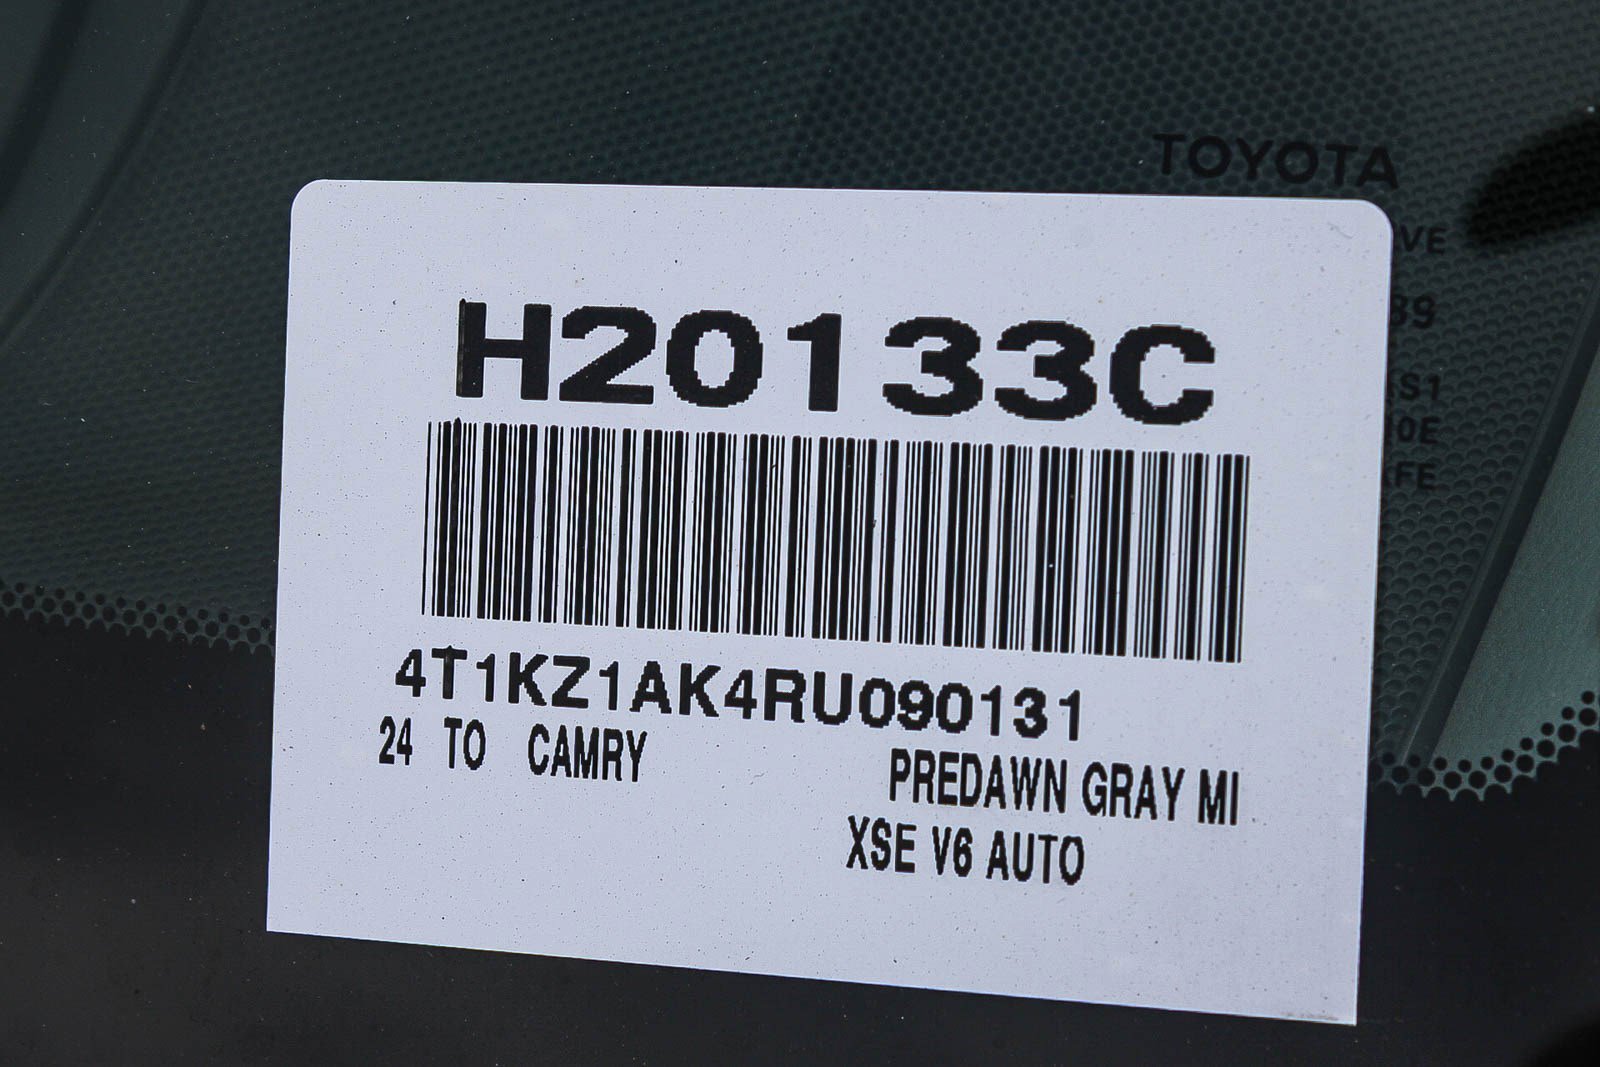 TOYOTA
H20133C
4T1KZ1AK4RU090131
24 TO CAMRY
PREDAWN GRAY MI
XSE V6 AUTO